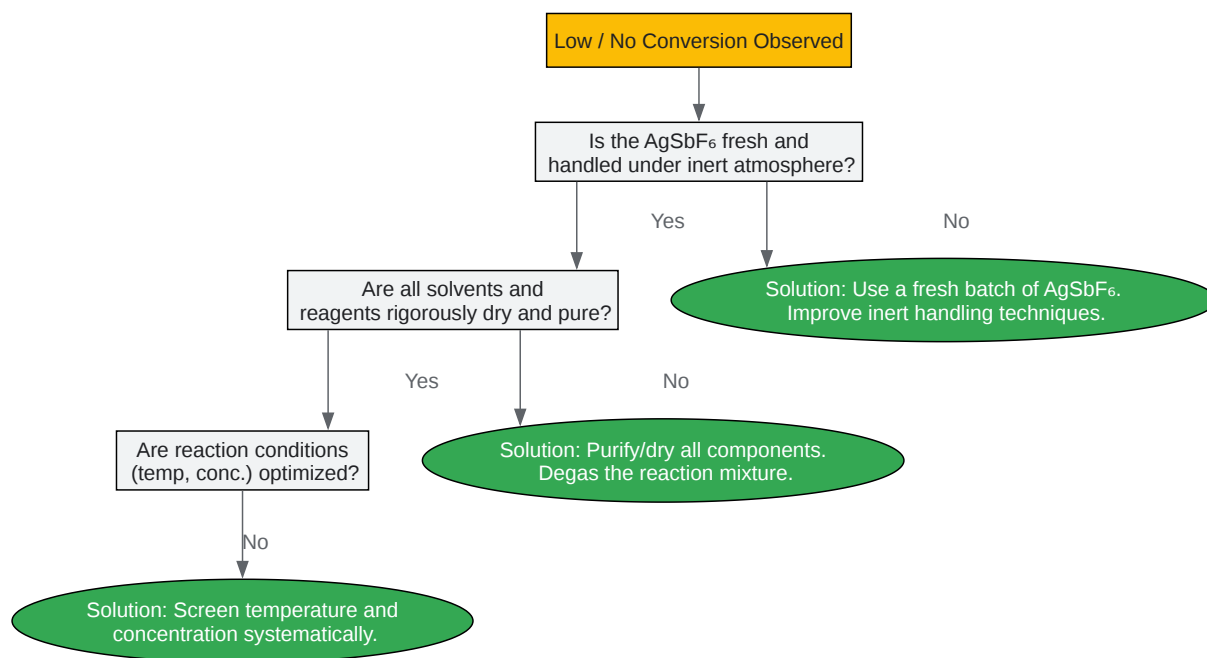 Low / No Conversion Observed
Is the AgSbF₆ fresh and
handled under inert atmosphere?
Yes
No
Are all solvents and
reagents rigorously dry and pure?
Solution: Use a fresh batch of AgSbF₆.
Improve inert handling techniques.
Yes
No
Are reaction conditions
(temp, conc.) optimized?
Solution: Purify/dry all components.
Degas the reaction mixture.
No
Solution: Screen temperature and
concentration systematically.